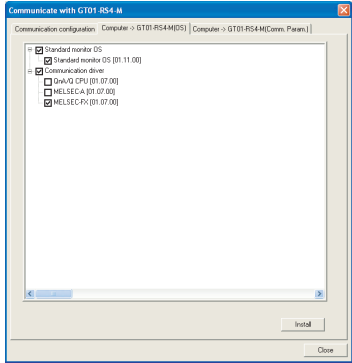 Communicate with GT01-RS4-M
Communication configuration
Computer -> GT01-RS4-M(OS)
Computer -> GT01-RS4-M(Comm. Param.)
Standard monitor OS
Standard monitor OS [01.11.00]
Communication driver
QnA/Q CPU [01.07.00]
MELSEC-A [01.07.00]
MELSEC-FX [01.07.00]
Install
Close